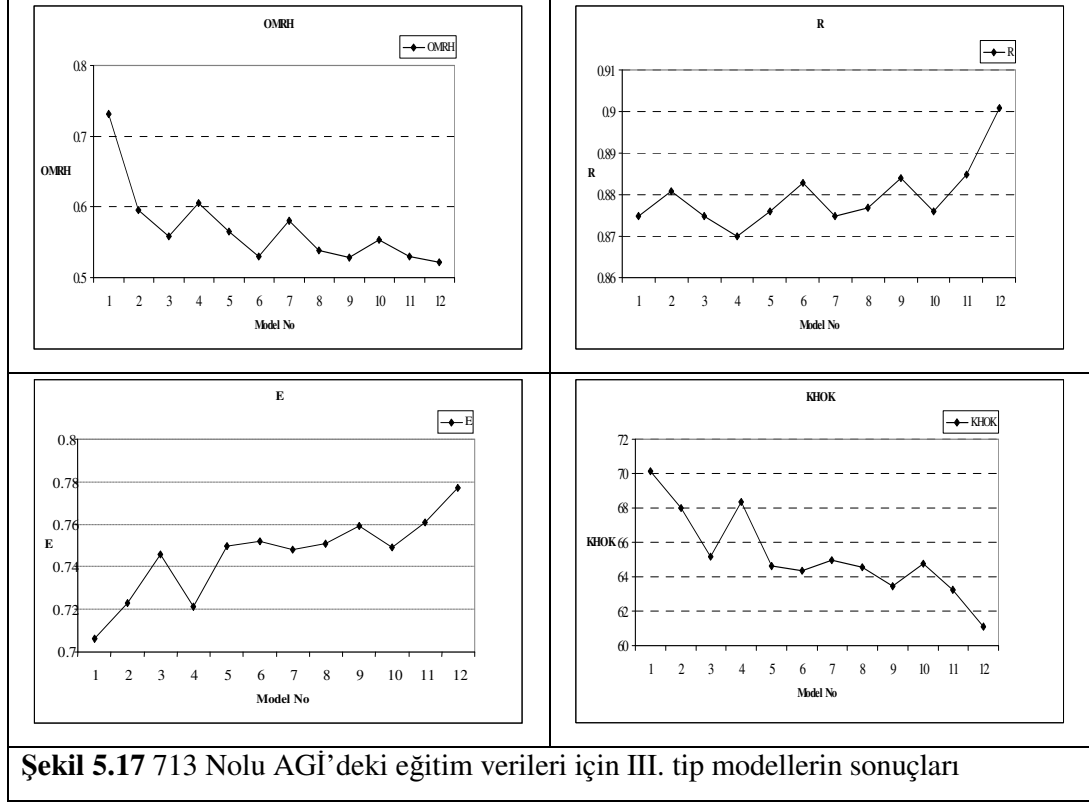 OMRH
OMRH
0.8
0.7
OMRH
0.6
0.5
1 2 3 4 5 6 7 8 9 10 11 12
Model No
R
R
0.91
0.9
0.89
R
0.88
0.87
0.86
1 2 3 4 5 6 7 8 9 10 11 12
Model No
E
E
0.8
0.78
0.76
E
0.74
0.72
0.7
1 2 3 4 5 6 7 8 9 10 11 12
Model No
KHOK
KHOK
72
70
68
KHOK 66
64
62
60
1 2 3 4 5 6 7 8 9 10 11 12
Model No
Şekil 5.17 713 Nolu AGİ’deki eğitim verileri için III. tip modellerin sonuçları